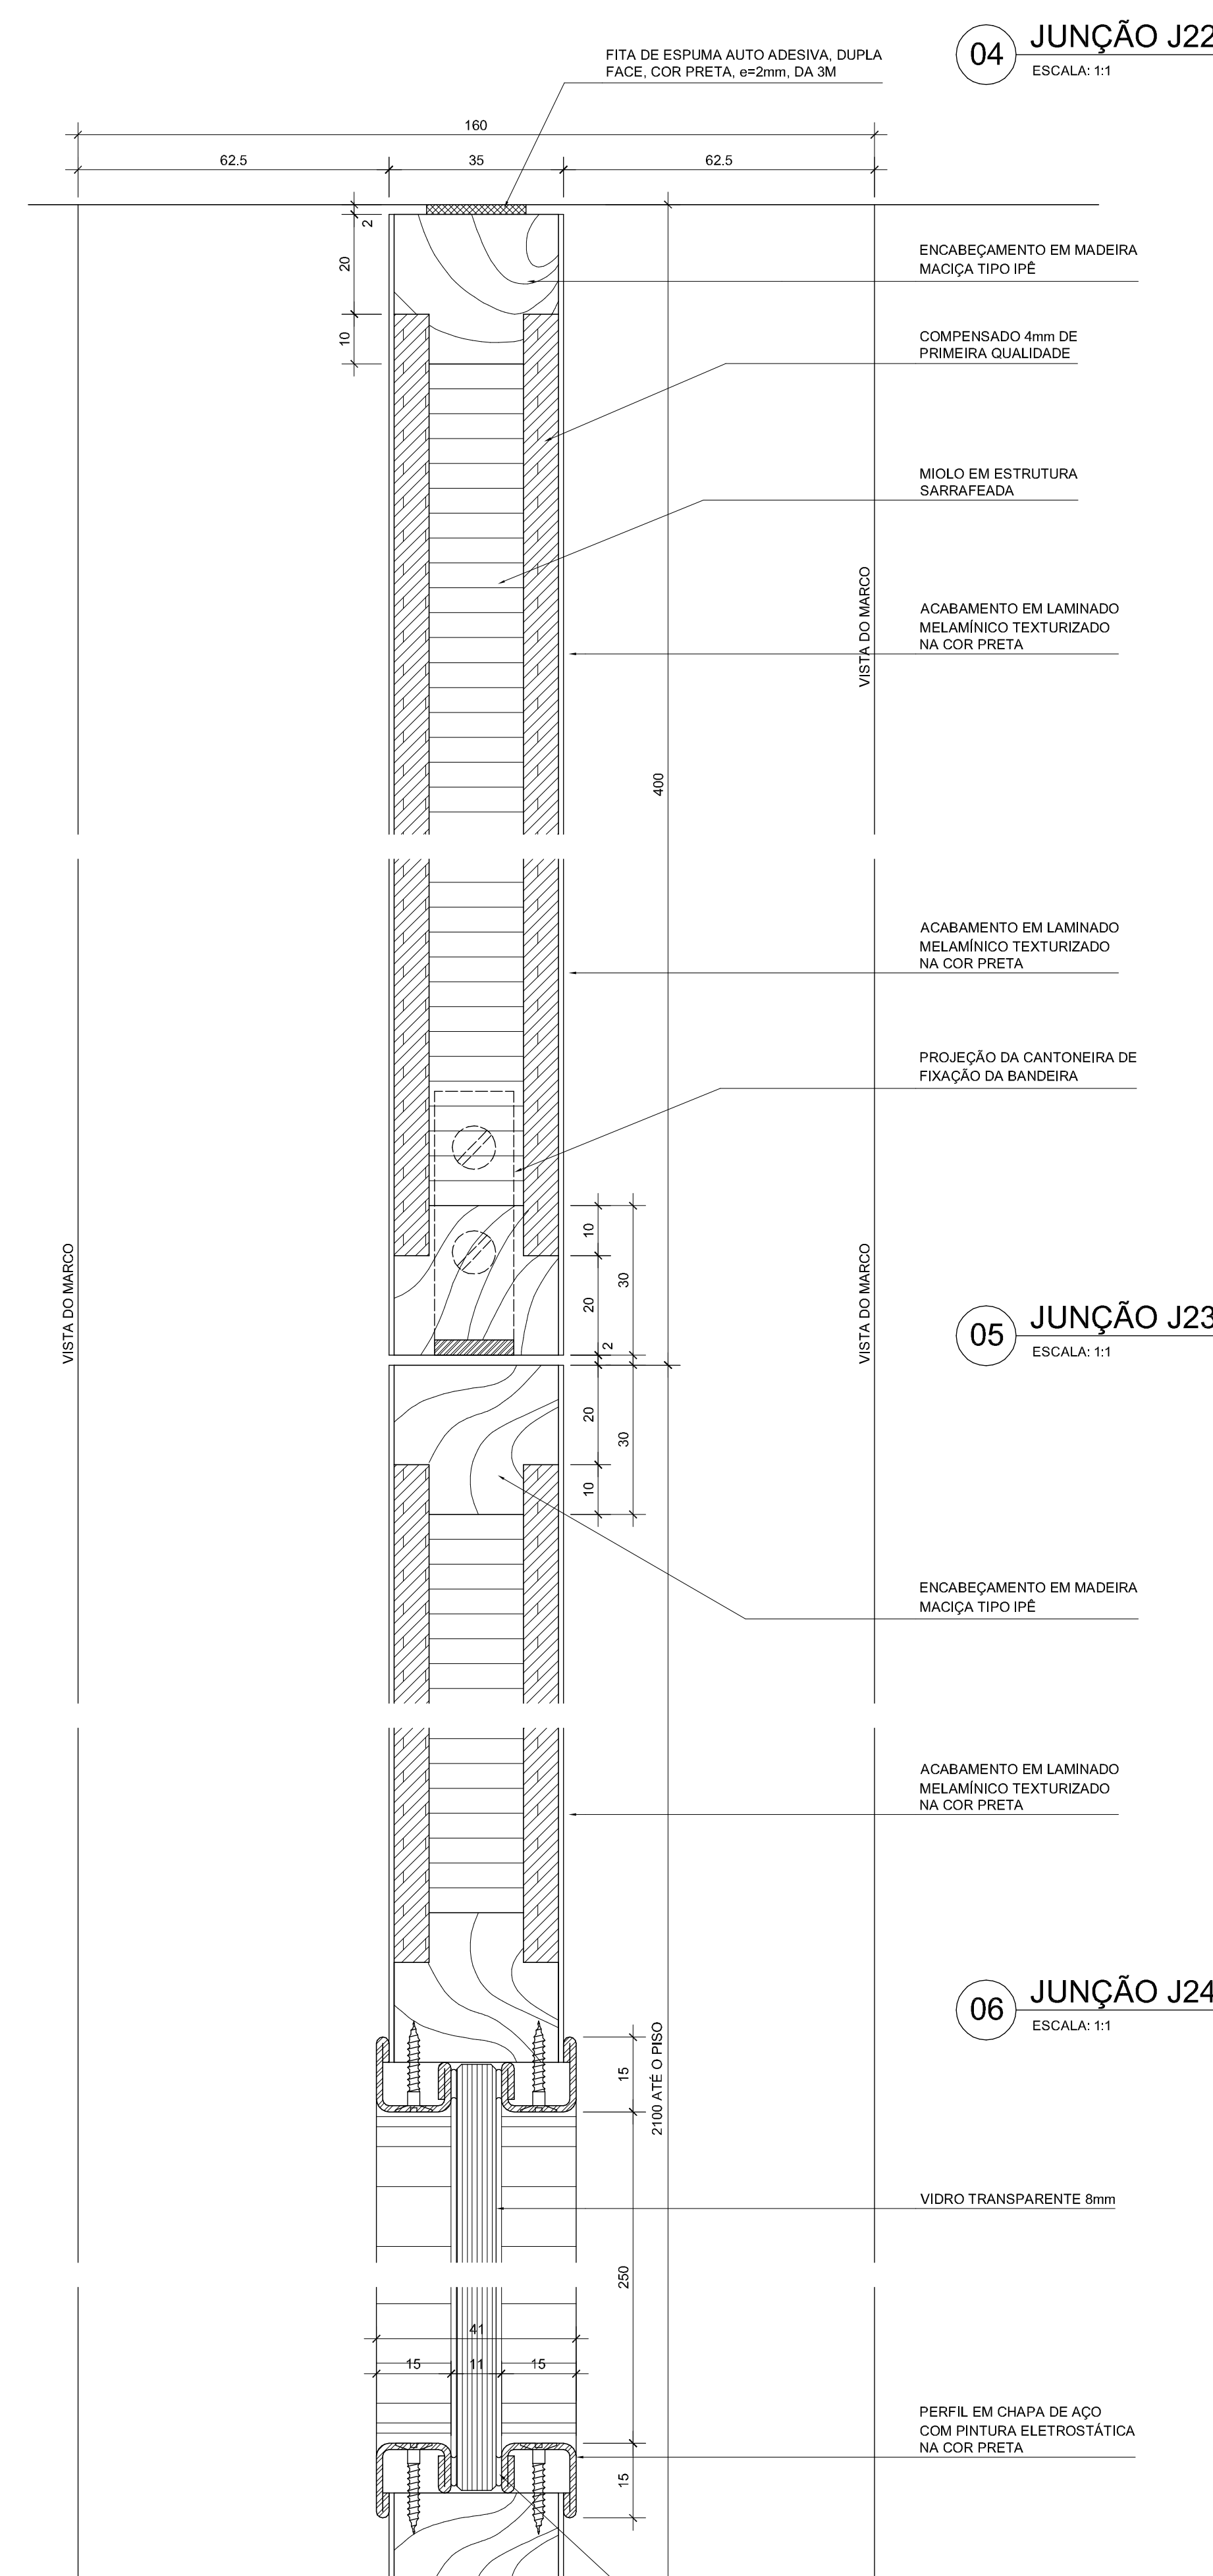 04
JUNÇÃO J22
ESCALA: 1:1
FITA DE ESPUMA AUTO ADESIVA, DUPLA
FACE, COR PRETA, e=2mm, DA 3M
160
62.5
35
62.5
2
20
10
ENCABEÇAMENTO EM MADEIRA
MACIÇA TIPO IPÊ
COMPENSADO 4mm DE
PRIMEIRA QUALIDADE
MIOLO EM ESTRUTURA
SARRAFEADA
ACABAMENTO EM LAMINADO
MELAMÍNICO TEXTURIZADO
NA COR PRETA
VISTA DO MARCO
400
ACABAMENTO EM LAMINADO
MELAMÍNICO TEXTURIZADO
NA COR PRETA
PROJEÇÃO DA CANTONEIRA DE
FIXAÇÃO DA BANDEIRA
10
30
20
2
VISTA DO MARCO
VISTA DO MARCO
05
JUNÇÃO J23
ESCALA: 1:1
20
30
10
ENCABEÇAMENTO EM MADEIRA
MACIÇA TIPO IPÊ
ACABAMENTO EM LAMINADO
MELAMÍNICO TEXTURIZADO
NA COR PRETA
06
JUNÇÃO J24
ESCALA: 1:1
15
2100 ATÉ O PISO
VIDRO TRANSPARENTE 8mm
250
41
15
11
15
PERFIL EM CHAPA DE AÇO
COM PINTURA ELETROSTÁTICA
NA COR PRETA
15